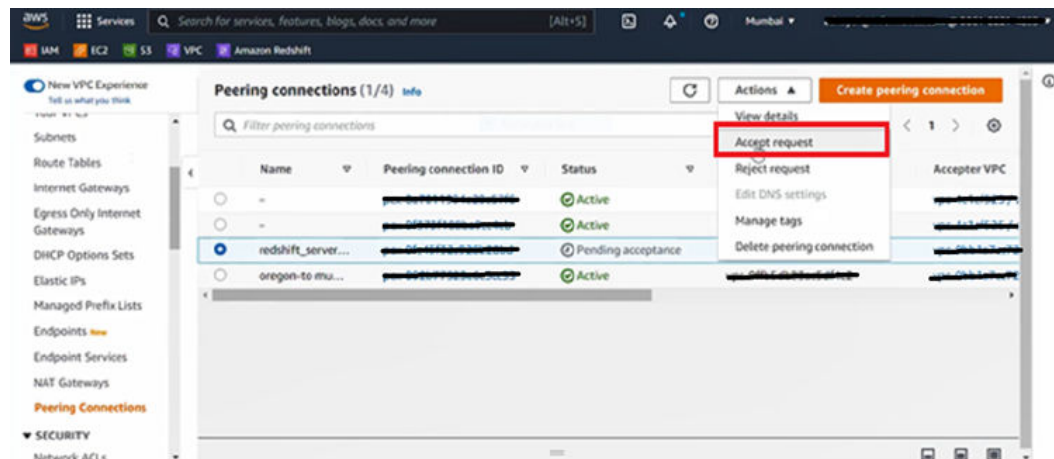 aws Services Search for services, features, blogs, docs, and more [Alt+S] Mumbai
IAM EC2 S3 VPC Amazon Redshift
New VPC Experience
Tell us what you think
Your VPCs
Subnets
Route Tables
Internet Gateways
Egress Only Internet
Gateways
DHCP Options Sets
Elastic IPs
Managed Prefix Lists
Endpoints New
Endpoint Services
NAT Gateways
Peering Connections
SECURITY
Network ACLs
Peering connections (1/4) Info
Actions
Create peering connection
Filter peering connections
1
View details
Accept request
Reject request
Edit DNS settings
Manage tags
Delete peering connection
Name Peering connection ID Status Accepter VPC
- Active
- Active
redshift_server... Pending acceptance
oregon-to mu... Active